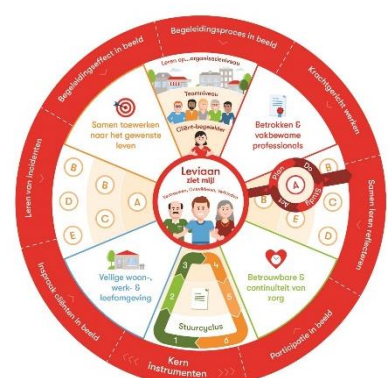 Begeleidingsproces in beeld
Krachtgericht werken
Samen leren reflecteren
Participatie in beeld
Kern
instrumenten
Inspraak cliënten in beeld
Leren van incidenten
Begeleidingseffect in beeld
Leren op... organisatieniveau
Teamniveau
Cliënt-begeleider
Samen toewerken
naar het gewenste
leven
Betrokken &
vakbewame
professionals
Leviaan
ziet mij!
B
B
D
C
A
E
Plan
Do
Study
Act
A
B
B
C
D
E
Veilige woon-,
werk- &
leefomgeving
Betrouwbare &
continuïteit van
zorg
3
4
2
5
1
6
Stuurcyclus